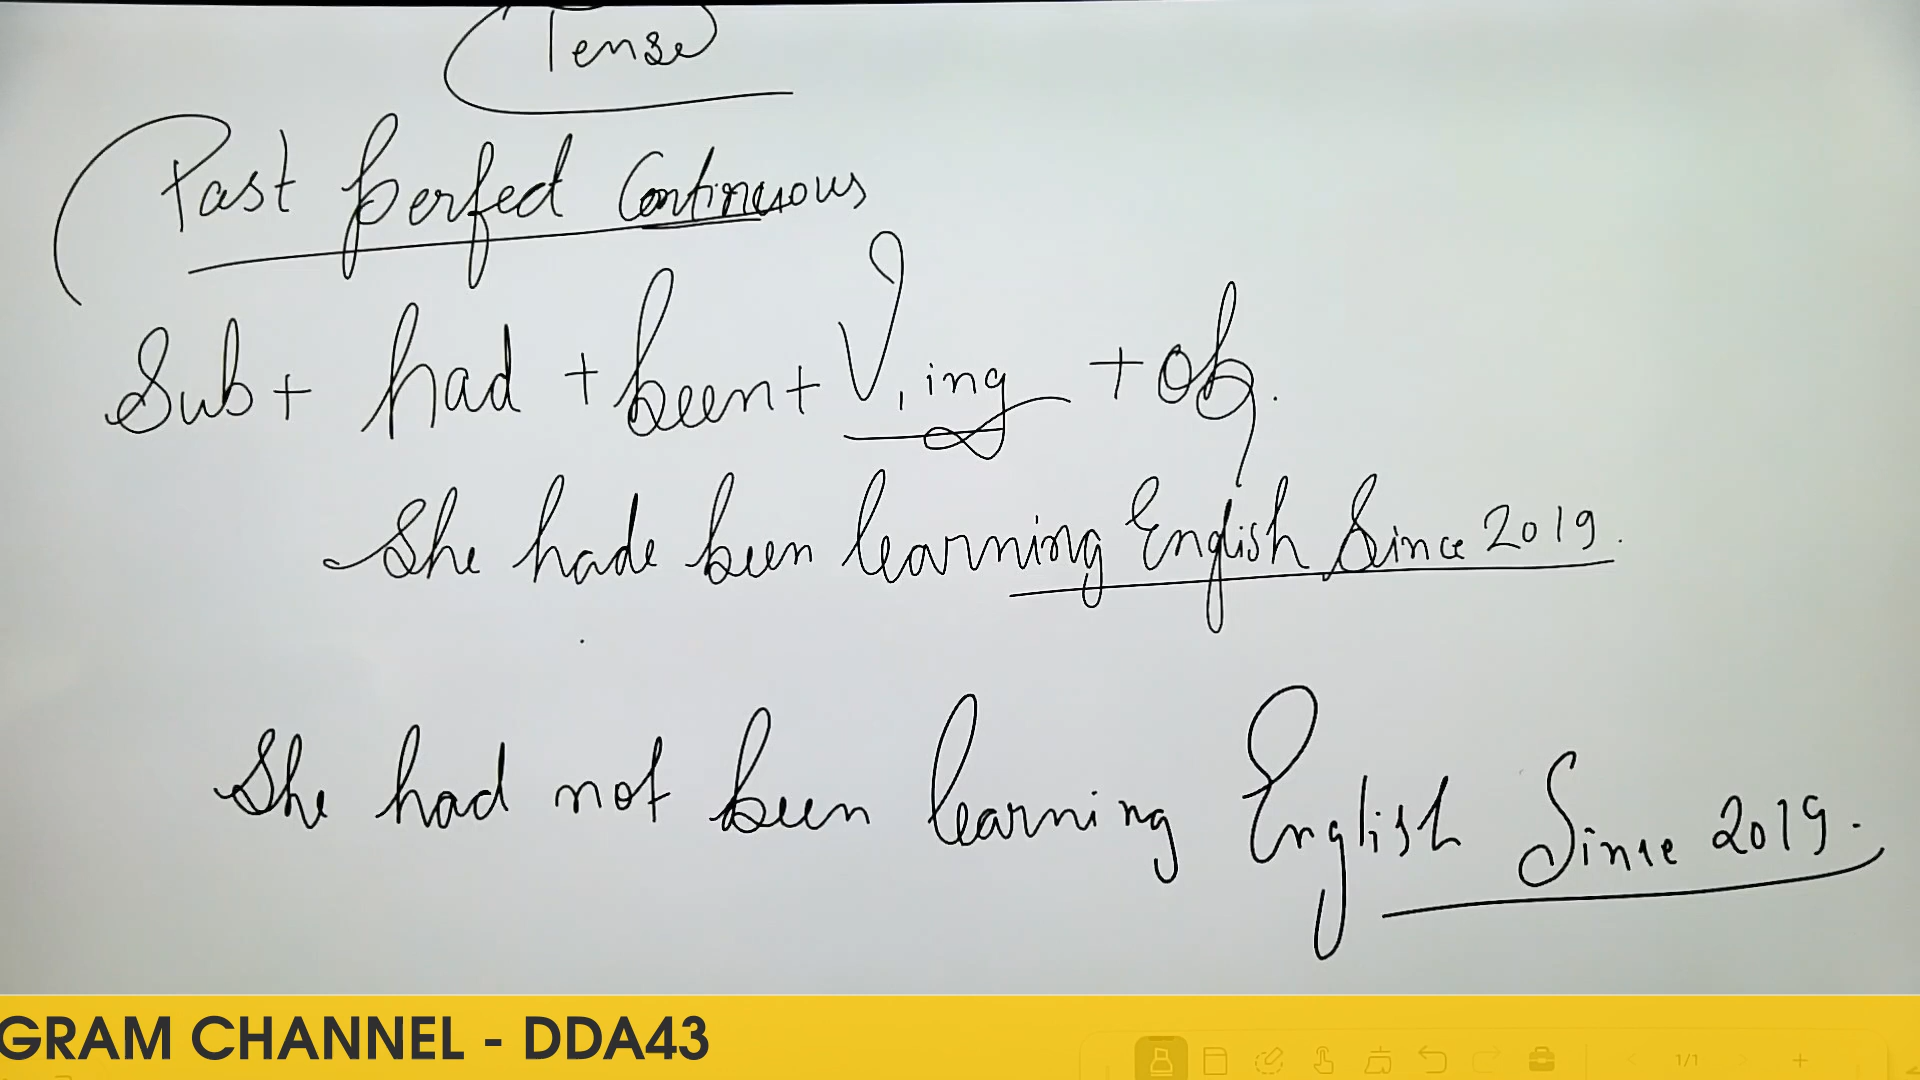 Tense
Past perfect Continuous
Sub + had + been + V1 ing + obj.
She hade been learning English Since 2019.
She had not been learning English Since 2019.
GRAM CHANNEL - DDA43
1/1